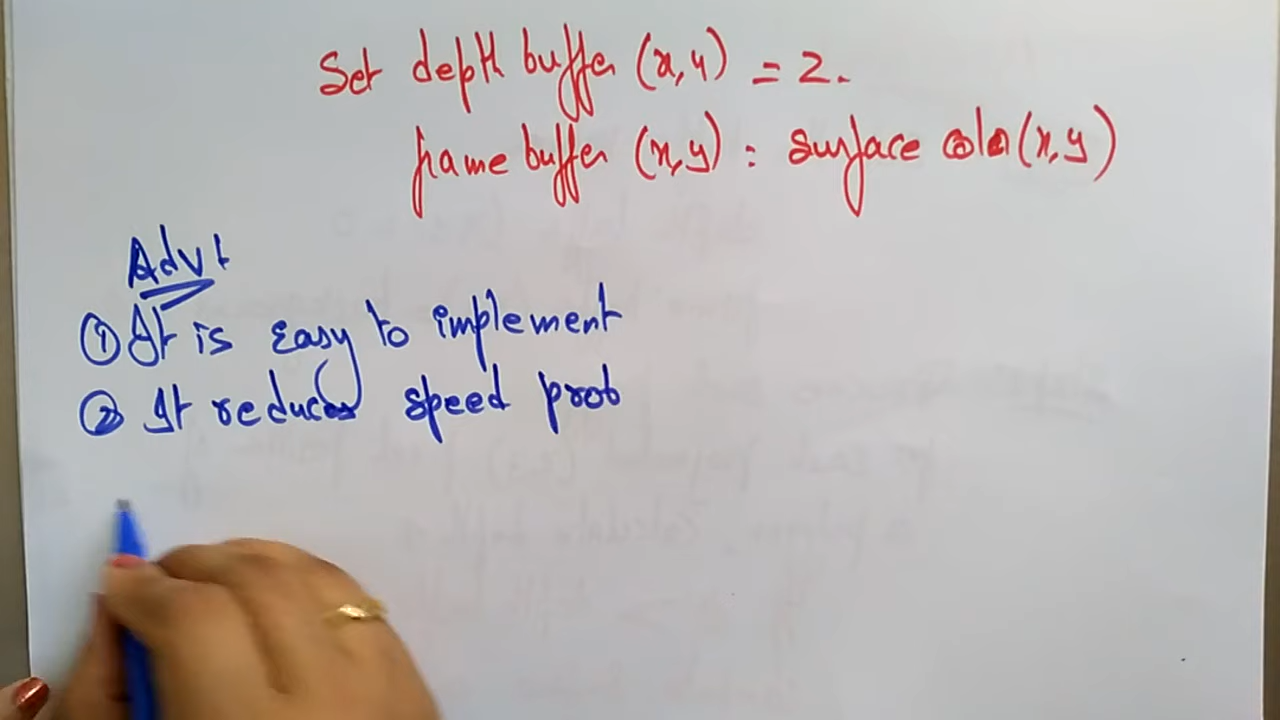 Set depth buffer (x,y) = z.
frame buffer (x,y) : surface color(x,y)
Advt
① It is easy to implement
② It reduces speed prob